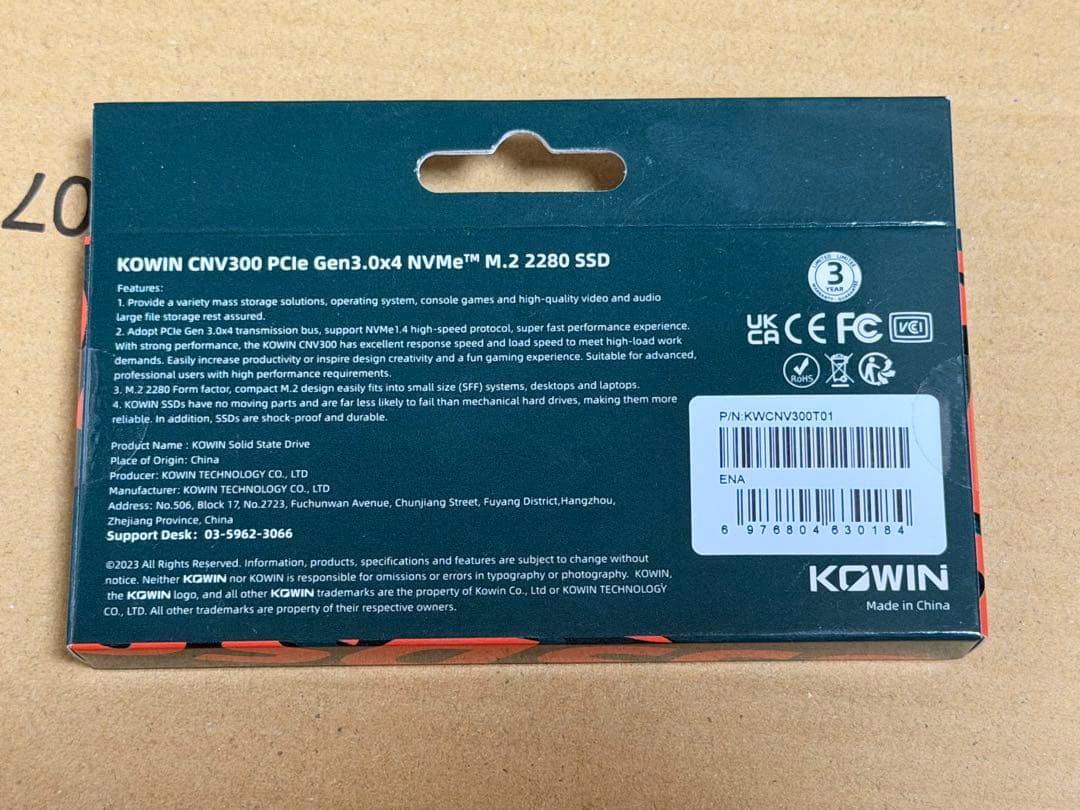 07
KOWIN CNV300 PCIe Gen3.0x4 NVMe™ M.2 2280 SSD
Features:
1. Provide a variety mass storage solutions, operating system, console games and high-quality video and audio
large file storage rest assured.
2. Adopt PCIe Gen 3.0x4 transmission bus, support NVMe1.4 high-speed protocol, super fast performance experience.
With strong performance, the KOWIN CNV300 has excellent response speed and load speed to meet high-load work
demands. Easily increase productivity or inspire design creativity and a fun gaming experience. Suitable for advanced,
professional users with high performance requirements.
3. M.2 2280 Form factor, compact M.2 design easily fits into small size (SFF) systems, desktops and laptops.
4. KOWIN SSDs have no moving parts and are far less likely to fail than mechanical hard drives, making them more
reliable. In addition, SSDs are shock-proof and durable.
Product Name : KOWIN Solid State Drive
Place of Origin: China
Producer: KOWIN TECHNOLOGY CO., LTD
Manufacturer: KOWIN TECHNOLOGY CO., LTD
Address: No.506, Block 17, No.2723, Fuchunwan Avenue, Chunjiang Street, Fuyang District,Hangzhou,
Zhejiang Province, China
Support Desk: 03-5962-3066
©2023 All Rights Reserved. Information, products, specifications and features are subject to change without
notice. Neither KOWIN nor KOWIN is responsible for omissions or errors in typography or photography. KOWIN,
the KOWIN logo, and all other KOWIN trademarks are the property of Kowin Co., Ltd or KOWIN TECHNOLOGY
CO., LTD. All other trademarks are property of their respective owners.
3
YEAR
UK
CA CE FC VCCI
RoHS
P/N:KWCNV300T01
ENA
6 976804 630184
KOWIN
Made in China